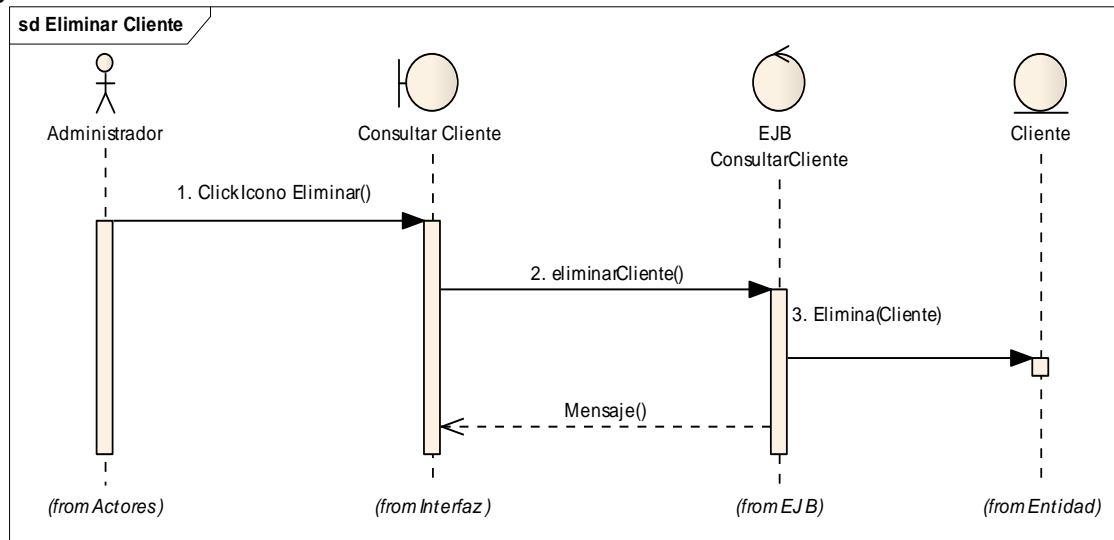 sd Eliminar Cliente
Administrador
Consultar Cliente
EJB
ConsultarCliente
Cliente
1. ClickIcono Eliminar()
2. eliminarCliente()
3. Elimina(Cliente)
Mensaje()
(from Actores)
(from Interfaz)
(from EJB)
(from Entidad)